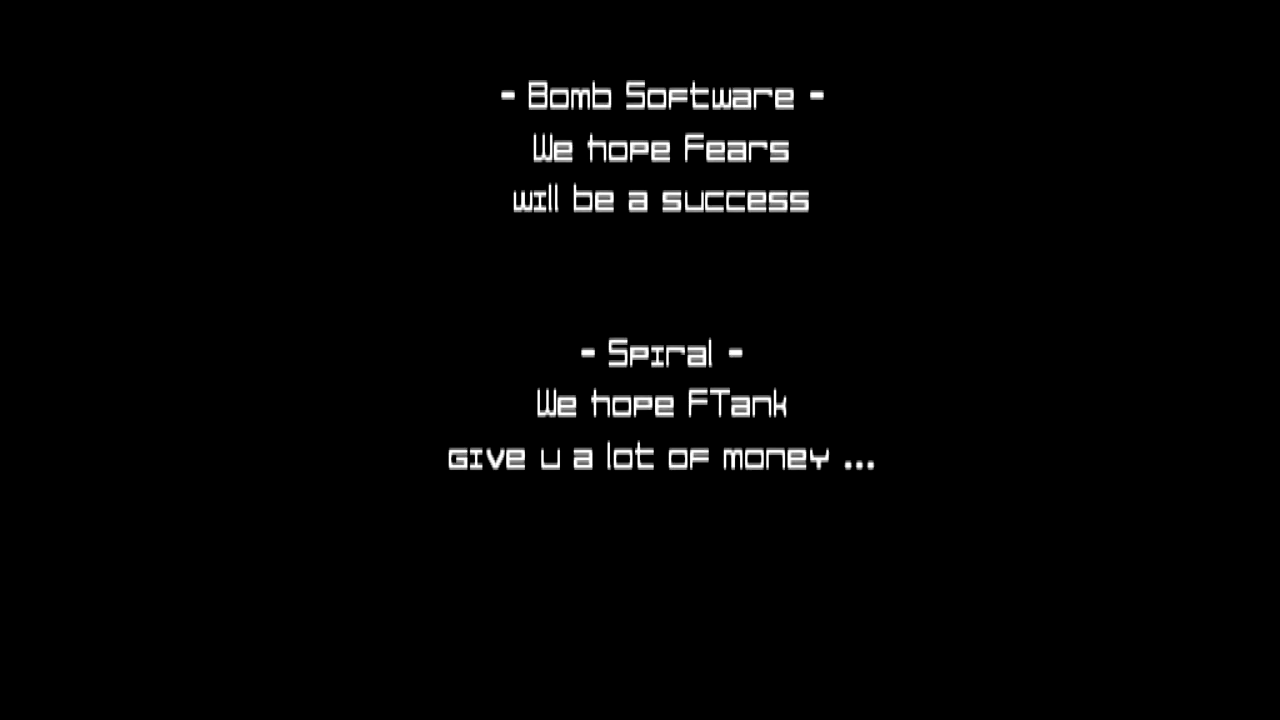 - Bomb Software -
We hope Fears
will be a success
- Spiral -
We hope FTank
Give u a lot of money ...